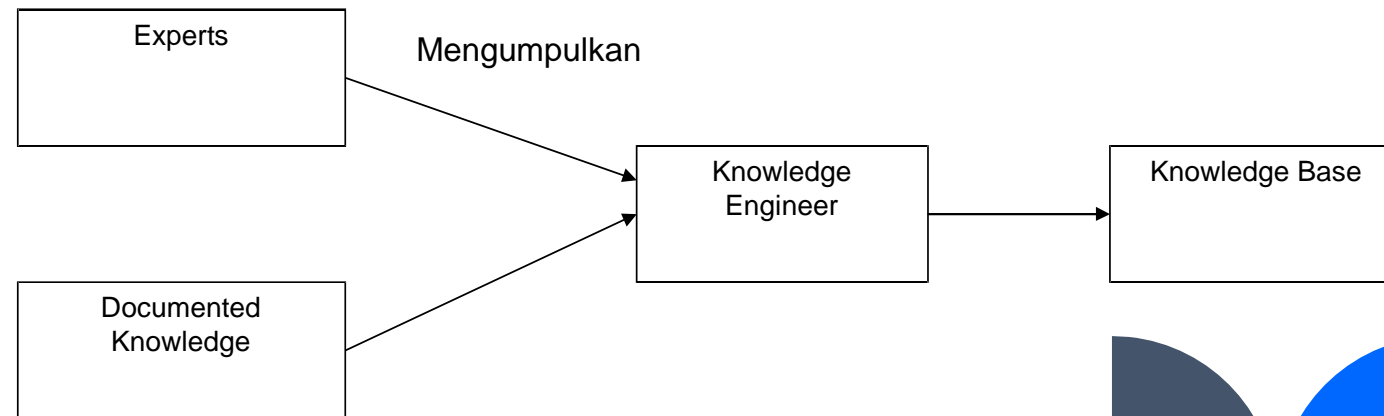 Experts
Mengumpulkan
Knowledge
Engineer
Knowledge Base
Documented
Knowledge